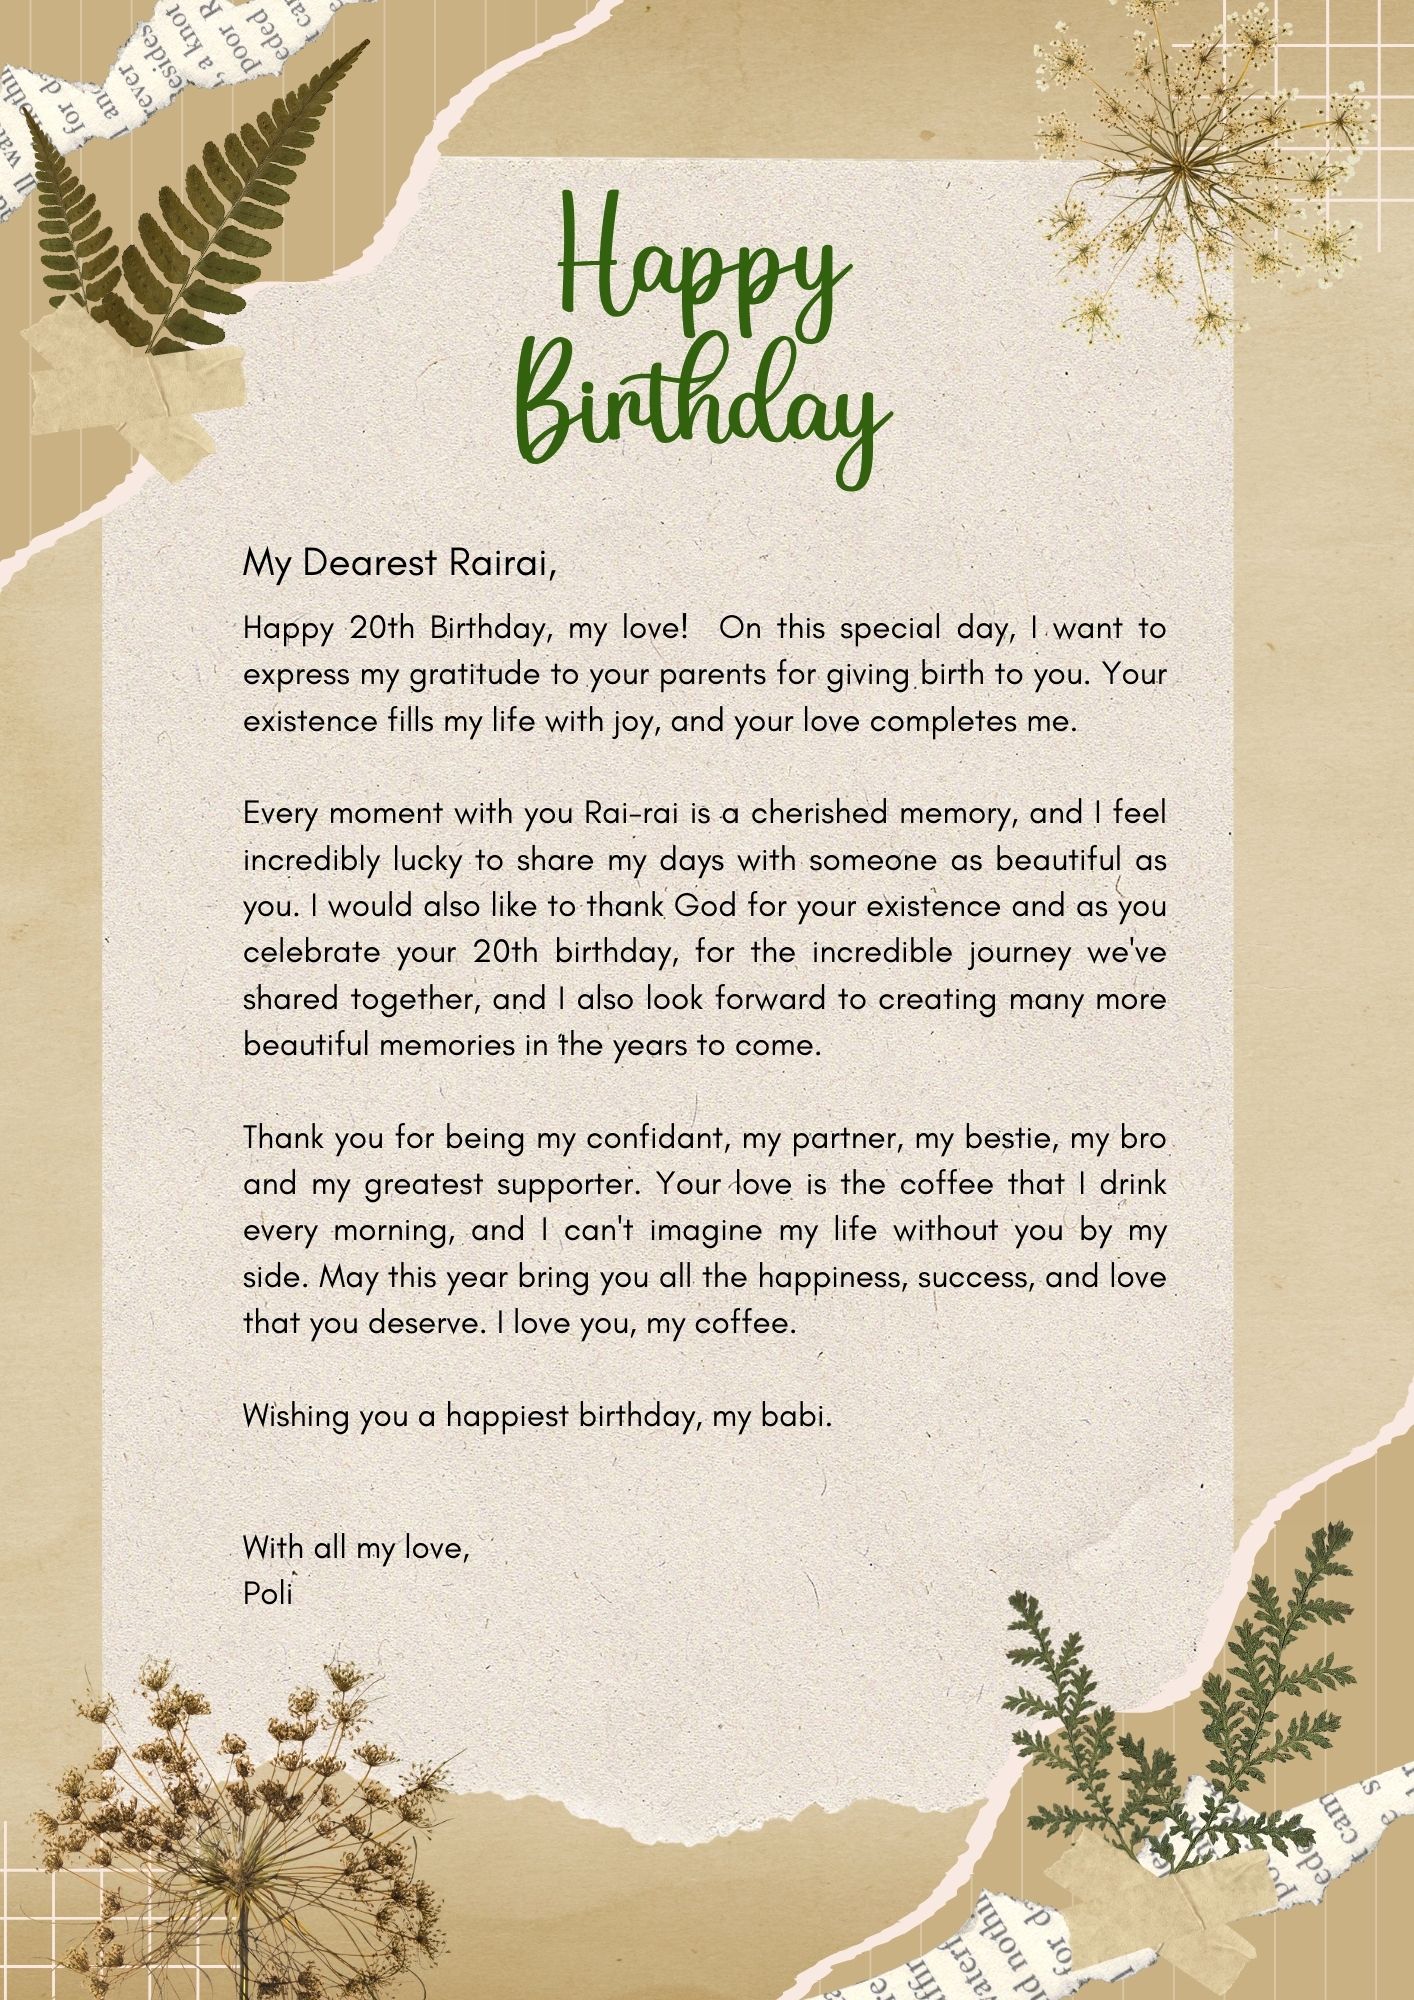 Happy
Birthday
My Dearest Rairai,
Happy 20th Birthday, my love!  On this special day, I want to
express my gratitude to your parents for giving birth to you. Your
existence fills my life with joy, and your love completes me.
Every moment with you Rai-rai is a cherished memory, and I feel
incredibly lucky to share my days with someone as beautiful as
you. I would also like to thank God for your existence and as you
celebrate your 20th birthday, for the incredible journey we've
shared together, and I also look forward to creating many more
beautiful memories in the years to come.
Thank you for being my confidant, my partner, my bestie, my bro
and my greatest supporter. Your love is the coffee that I drink
every morning, and I can't imagine my life without you by my
side. May this year bring you all the happiness, success, and love
that you deserve. I love you, my coffee.
Wishing you a happiest birthday, my babi.
With all my love,
Poli